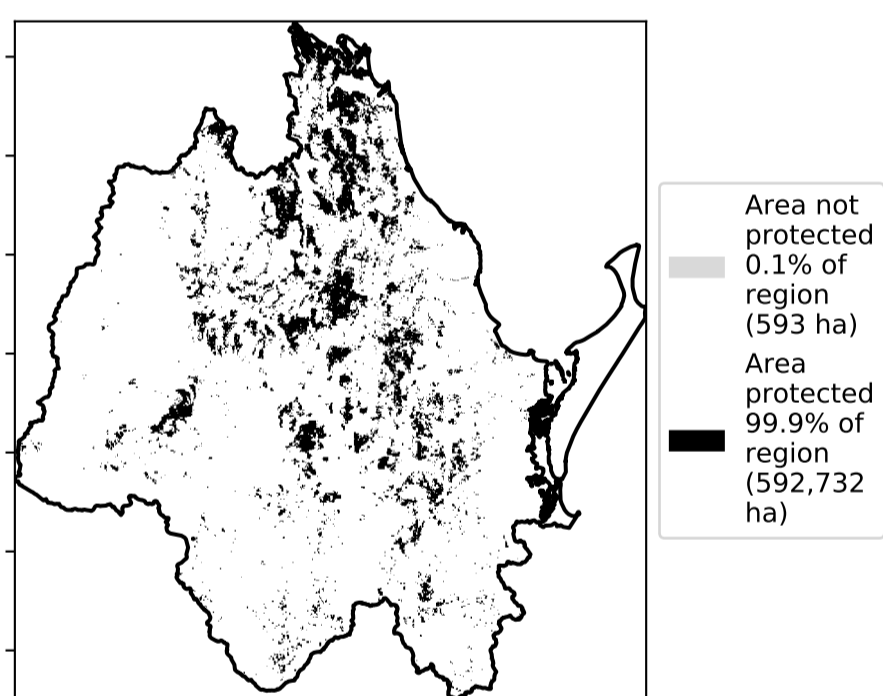 Area not
protected
0.1% of
region
(593 ha)
Area
protected
99.9% of
region
(592,732
ha)